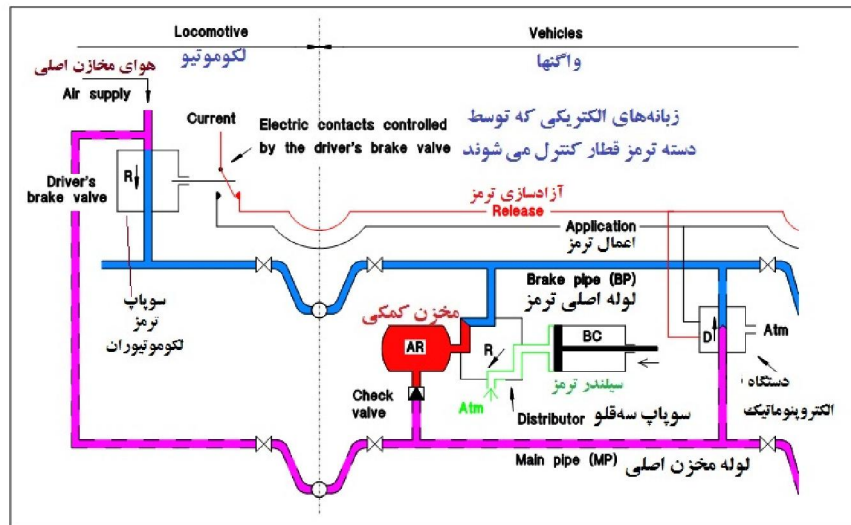 Locomotive
Vehicles
لکوموتیو
واگنها
هوای مخازن اصلی
Air supply
Current
Electric contacts controlled
by the driver's brake valve
زبانه‌های الکتریکی که توسط
دسته ترمز قطار کنترل می شوند
R
Driver's
brake valve
آزادسازی ترمز
Release
Application
اعمال ترمز
سوپاپ
ترمز
لکوموتیوران
Brake pipe (BP)
لوله اصلی ترمز
مخزن کمکی
AR
R
BC
D
Atm
Check
valve
Atm
سیلندر ترمز
Distributor
سوپاپ سه‌قلو
دستگاه
الکتروپنوماتیک
Main pipe (MP)
لوله مخزن اصلی